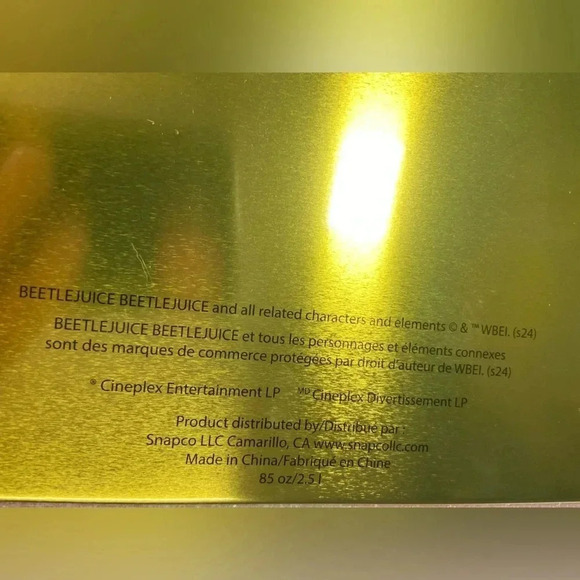 BEETLEJUICE BEETLEJUICE and all related characters and elements © & ™ WBEI. (s24)
BEETLEJUICE BEETLEJUICE et tous les personnages et éléments connexes
sont des marques de commerce protégées par droit d'auteur de WBEI. (s24)
® Cineplex Entertainment LP MD Cineplex Divertissement LP
Product distributed by/Distribué par :
Snapco LLC Camarillo, CA www.snapcollc.com
Made in China/Fabriqué en Chine
85 oz/2.5 l